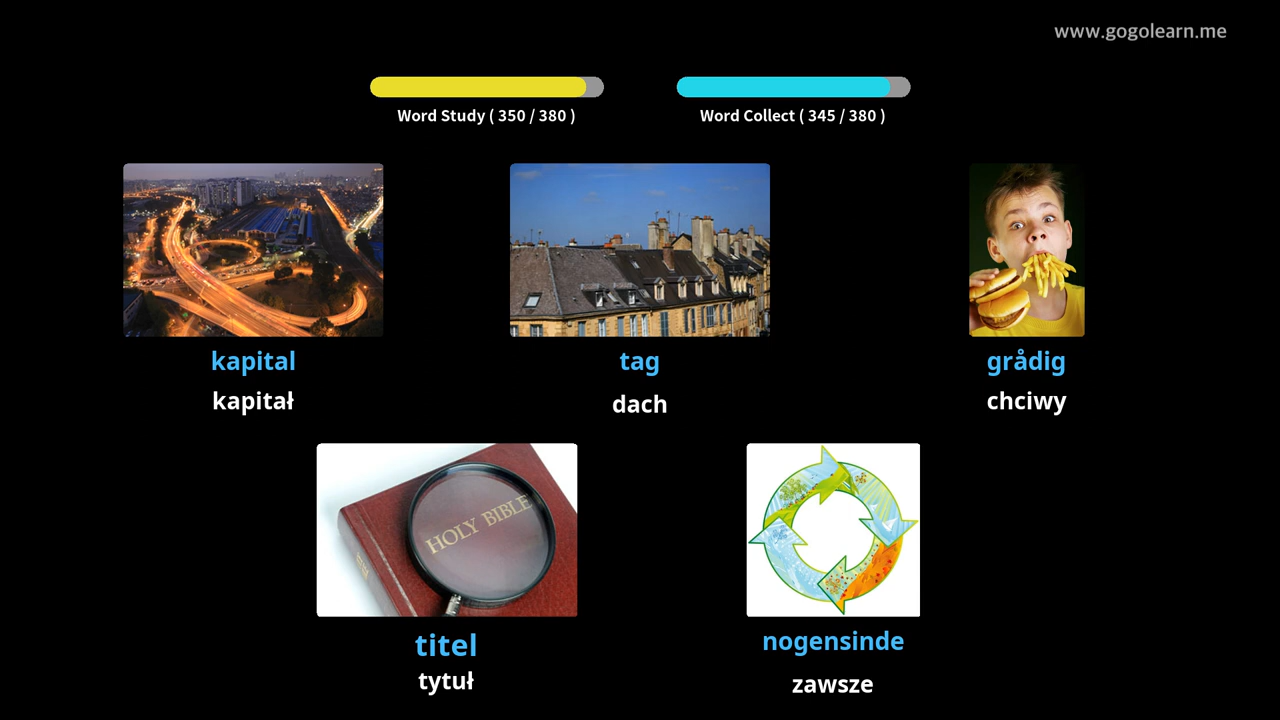 www.gogolearn.me
Word Study ( 350 / 380 )
Word Collect ( 345 / 380 )
kapital
kapitał
tag
dach
grådig
chciwy
HOLY BIBLE
titel
tytuł
nogensinde
zawsze